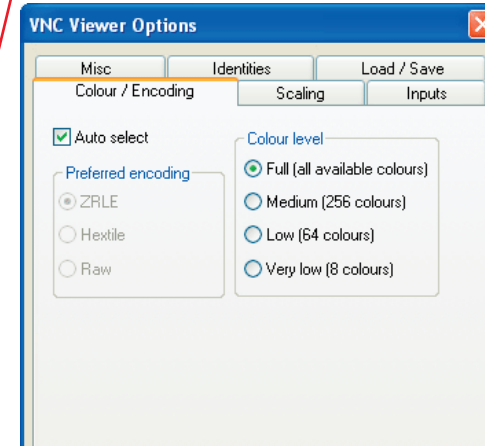 VNC Viewer Options
Misc
Identities
Load / Save
Colour / Encoding
Scaling
Inputs
Auto select
Preferred encoding
ZRLE
Hextile
Raw
Colour level
Full (all available colours)
Medium (256 colours)
Low (64 colours)
Very low (8 colours)